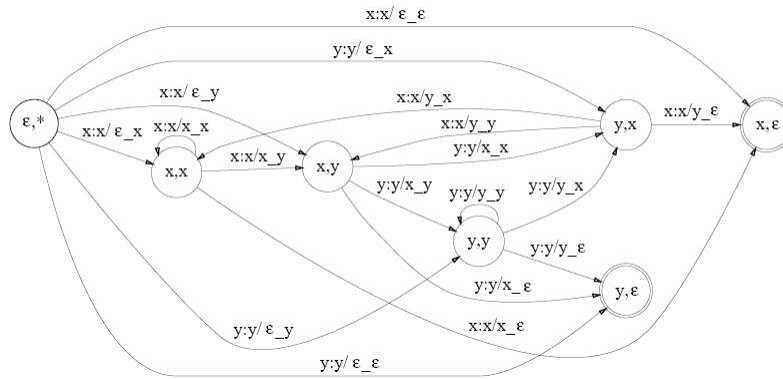 x:x/ ε_ε
y:y/ ε_x
x:x/ ε_y
x:x/y_x
ε,*
x:x/ ε_x
x:x/x_x
x:x/y_y
y,x
x:x/y_ε
x,ε
x:x/x_y
y:y/x_x
x,x
x,y
y:y/x_y
y:y/y_y
y:y/y_x
y,y
y:y/y_ε
y:y/x_ε
y,ε
y:y/ ε_y
x:x/x_ε
y:y/ ε_ε